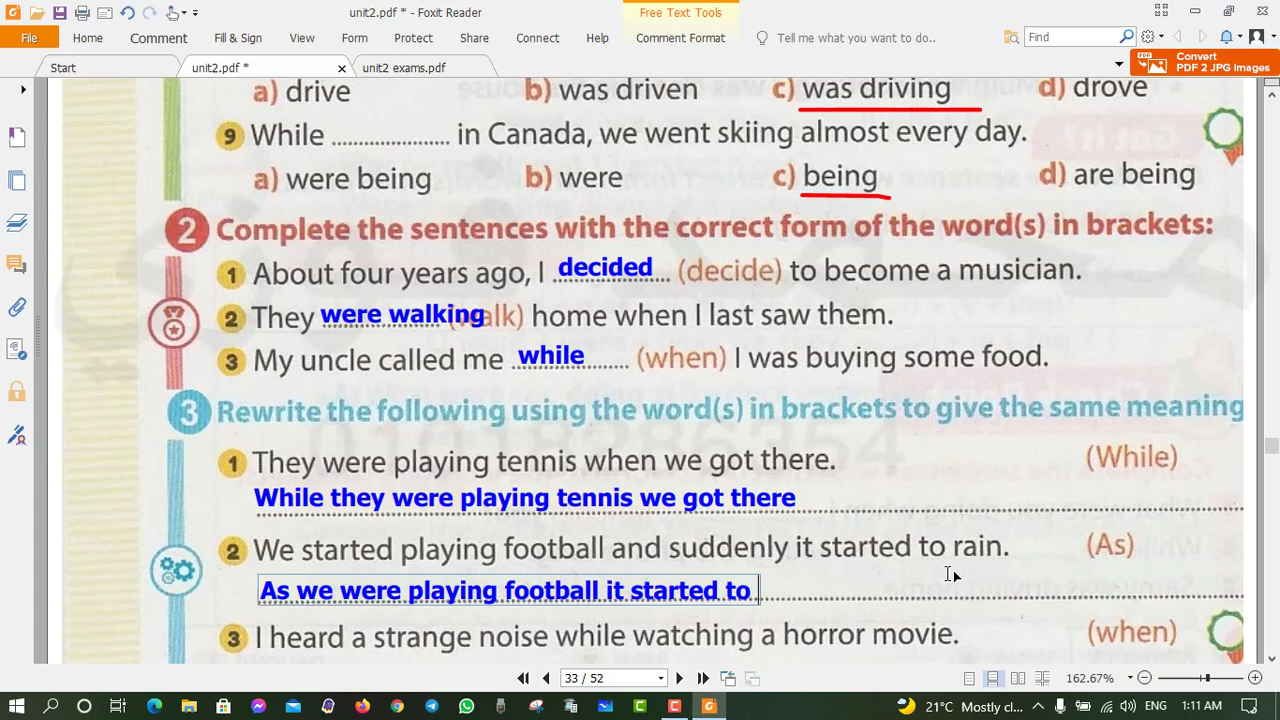 unit2.pdf * - Foxit Reader
Free Text Tools
File Home Comment Fill & Sign View Form Protect Share Connect Help Comment Format Tell me what you want to do.. Find
Start unit2.pdf * unit2 exams.pdf
Convert
PDF 2 JPG Images
a) drive b) was driven c) was driving d) drove
9 While ........................ in Canada, we went skiing almost every day.
a) were being b) were c) being d) are being
2 Complete the sentences with the correct form of the word(s) in brackets:
1 About four years ago, I decided (decide) to become a musician.
2 They were walking (walk) home when I last saw them.
3 My uncle called me while (when) I was buying some food.
3 Rewrite the following using the word(s) in brackets to give the same meaning
1 They were playing tennis when we got there. (While)
While they were playing tennis we got there
2 We started playing football and suddenly it started to rain. (As)
As we were playing football it started to
3 I heard a strange noise while watching a horror movie. (when)
33 / 52 162.67%
21°C Mostly cl... ENG 1:11 AM